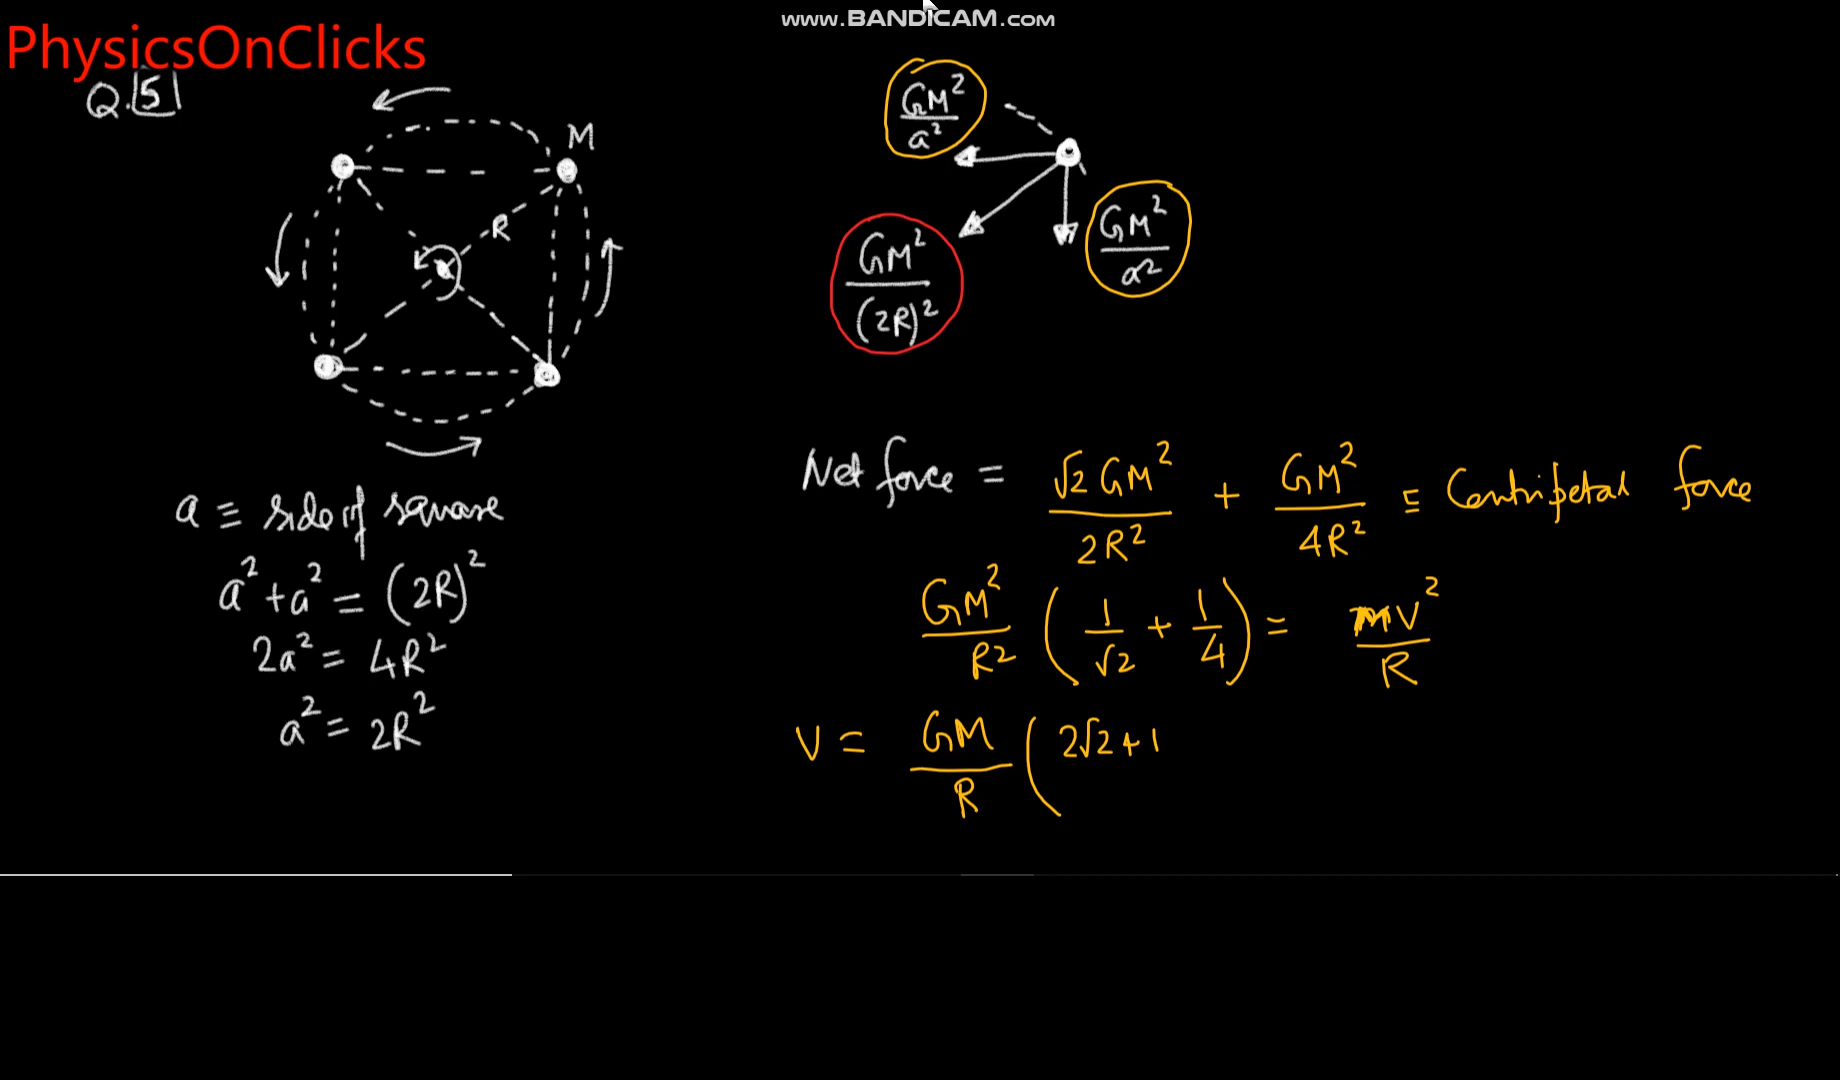 www.BANDICAM.com
PhysicsOnClicks
Q.5
M
R
GM²/a²
GM²/a²
GM²/(2R)²
a ≡ side of square
a² + a² = (2R)²
2a² = 4R²
a² = 2R²
Net force = √2 GM²/2R² + GM²/4R² = Centripetal force
GM²/R² (1/√2 + 1/4) = mv²/R
V = GM/R (2√2+1